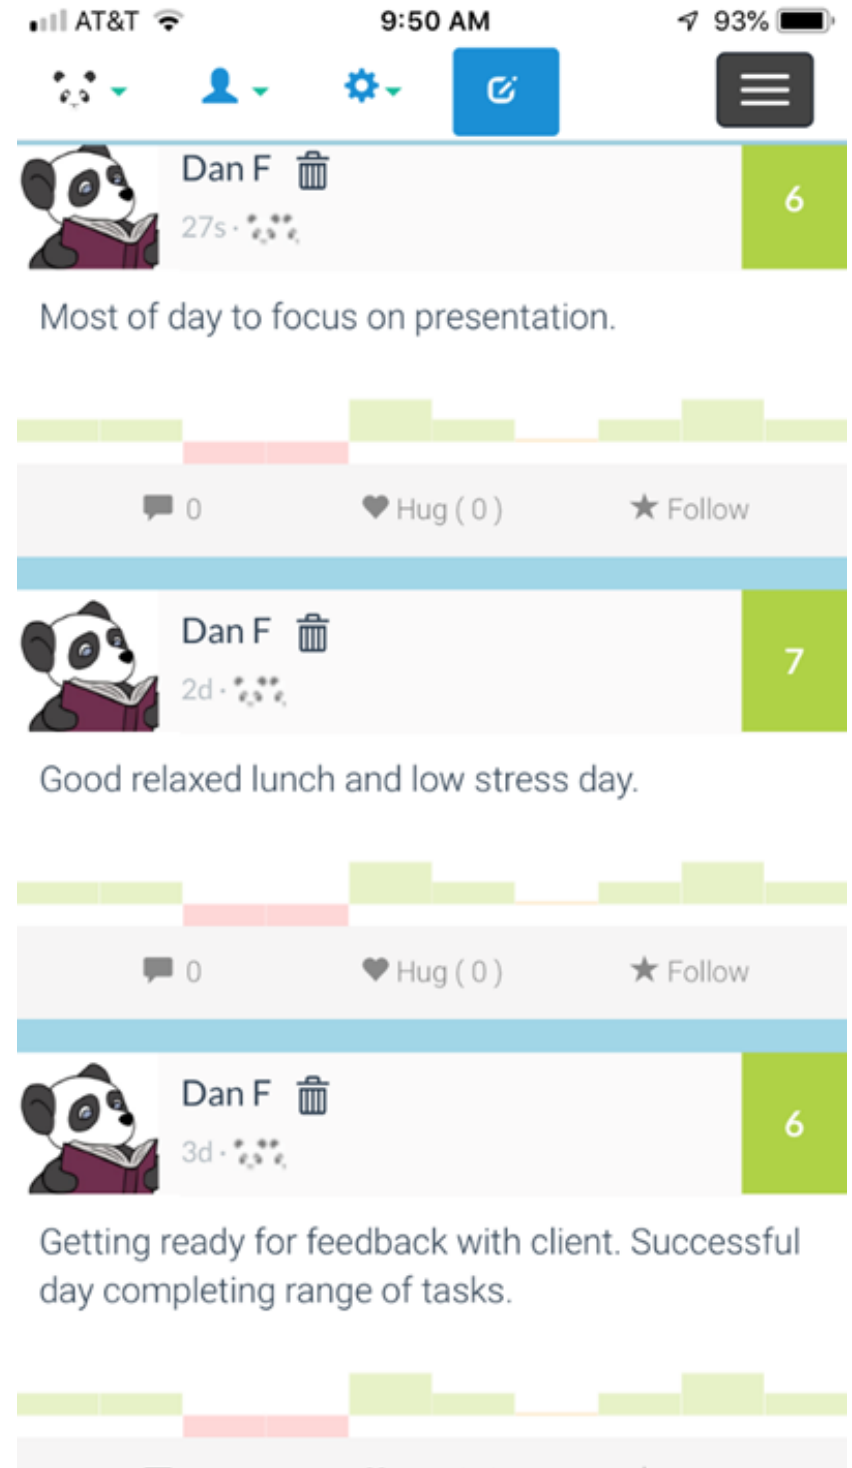 AT&T 9:50 AM 93%
Dan F 6
27s ·
Most of day to focus on presentation.
0 Hug ( 0 ) Follow
Dan F 7
2d ·
Good relaxed lunch and low stress day.
0 Hug ( 0 ) Follow
Dan F 6
3d ·
Getting ready for feedback with client. Successful
day completing range of tasks.